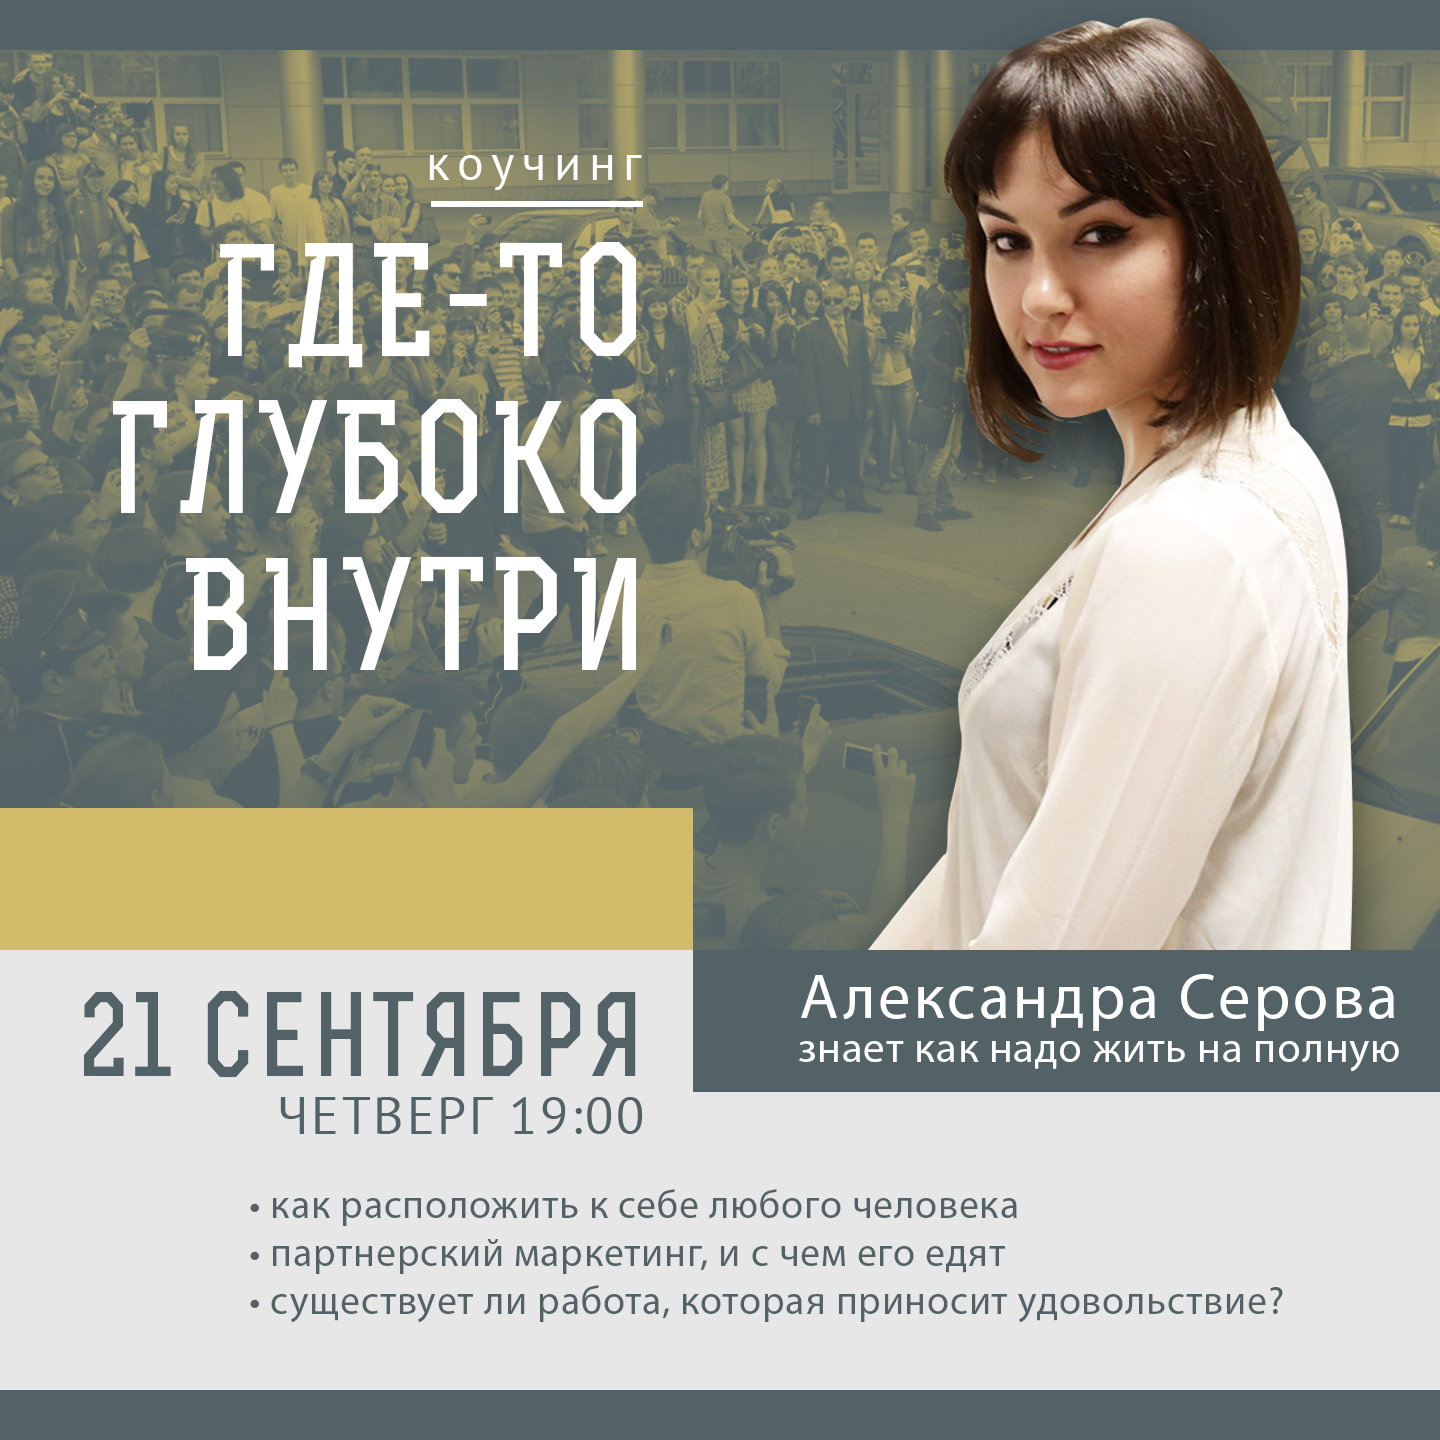 коучинг
ГДЕ-ТО
ГЛУБОКО
ВНУТРИ
21 СЕНТЯБРЯ
ЧЕТВЕРГ 19:00
Александра Серова
знает как надо жить на полную
• как расположить к себе любого человека
• партнерский маркетинг, и с чем его едят
• существует ли работа, которая приносит удовольствие?